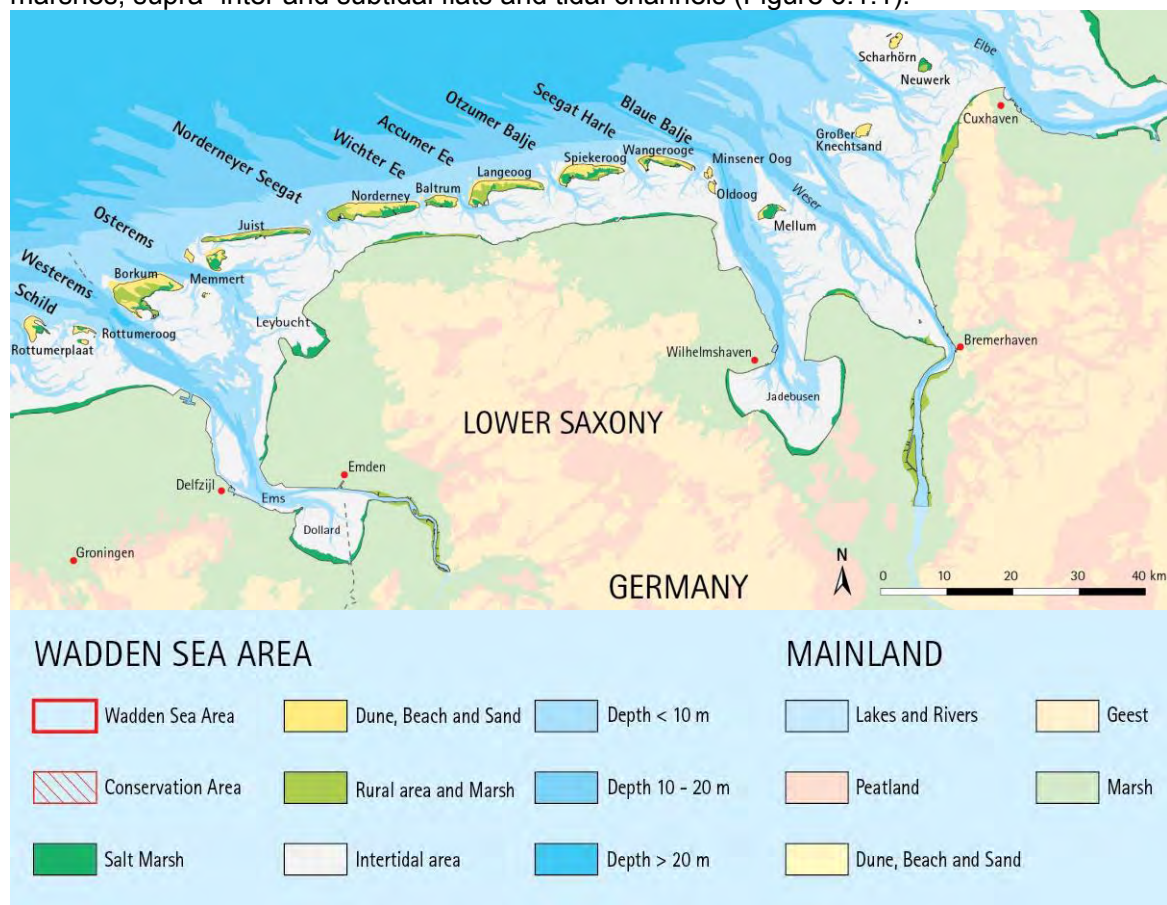 marshes, supra- inter and subtidal flats and tidal channels (Figure 6.1.1).
Scharhörn
Elbe
Neuwerk
Cuxhaven
Großer
Knechtsand
Blaue Balje
Seegat Harle
Otzumer Balje
Accumer Ee
Wichter Ee
Norderneyer Seegat
Osterems
Westerems
Schild
Wangerooge
Minsener Oog
Spiekeroog
Oldoog
Langeoog
Baltrum
Norderney
Mellum
Weser
Juist
Memmert
Borkum
Rottumeroog
Rottumerplaat
Leybucht
Wilhelmshaven
Bremerhaven
Jadebusen
LOWER SAXONY
Emden
Delfzijl
Ems
Dollard
Groningen
GERMANY
N
0 10 20 30 40 km
WADDEN SEA AREA
MAINLAND
Wadden Sea Area
Dune, Beach and Sand
Depth < 10 m
Lakes and Rivers
Geest
Conservation Area
Rural area and Marsh
Depth 10 - 20 m
Peatland
Marsh
Salt Marsh
Intertidal area
Depth > 20 m
Dune, Beach and Sand